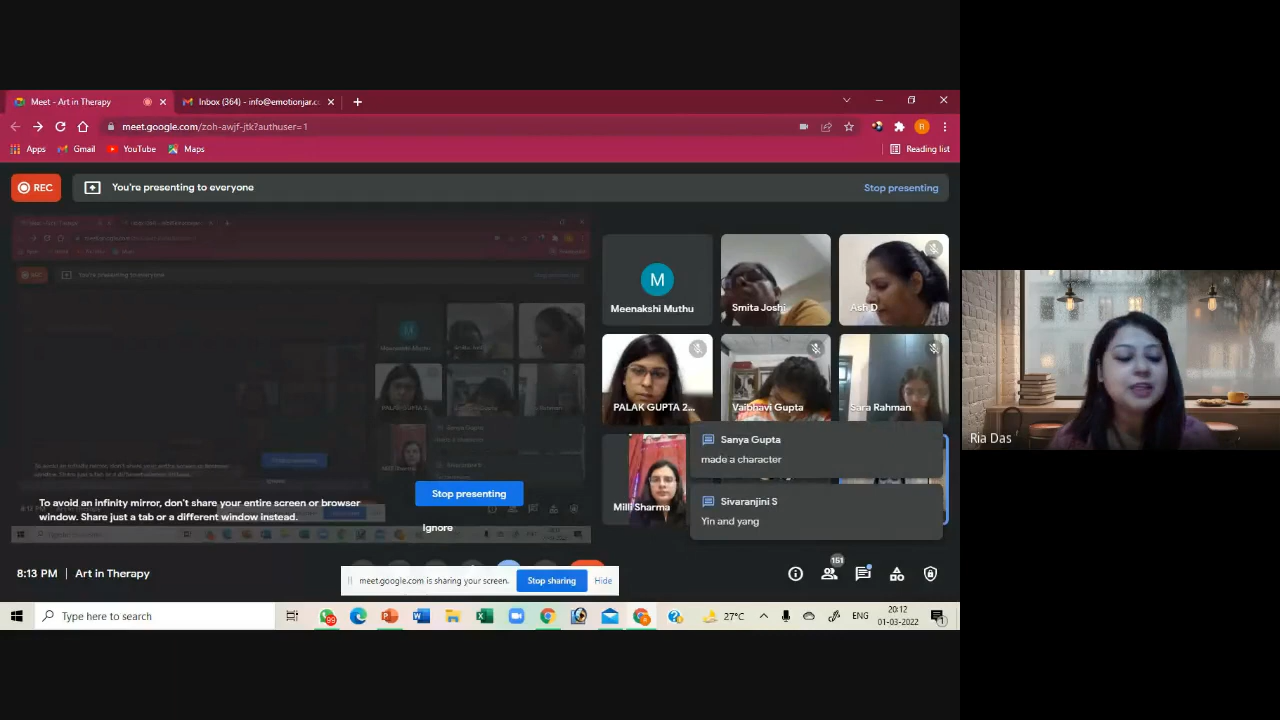 Meet - Art in Therapy
Inbox (364) - info@emotionjar.c
meet.google.com/zoh-awjf-jtk?authuser=1
Apps Gmail YouTube Maps Reading list
REC You're presenting to everyone Stop presenting
M
Meenakshi Muthu
Smita Joshi
Ash D
PALAK GUPTA 2...
Vaibhavi Gupta
Sara Rahman
Ria Das
Milli Sharma
Sanya Gupta
made a character
Sivaranjini S
Yin and yang
To avoid an infinity mirror, don't share your entire screen or browser
window. Share just a tab or a different window instead.
Stop presenting
Ignore
8:13 PM | Art in Therapy
151
meet.google.com is sharing your screen. Stop sharing Hide
Type here to search
99
27°C
ENG
20:12
01-03-2022